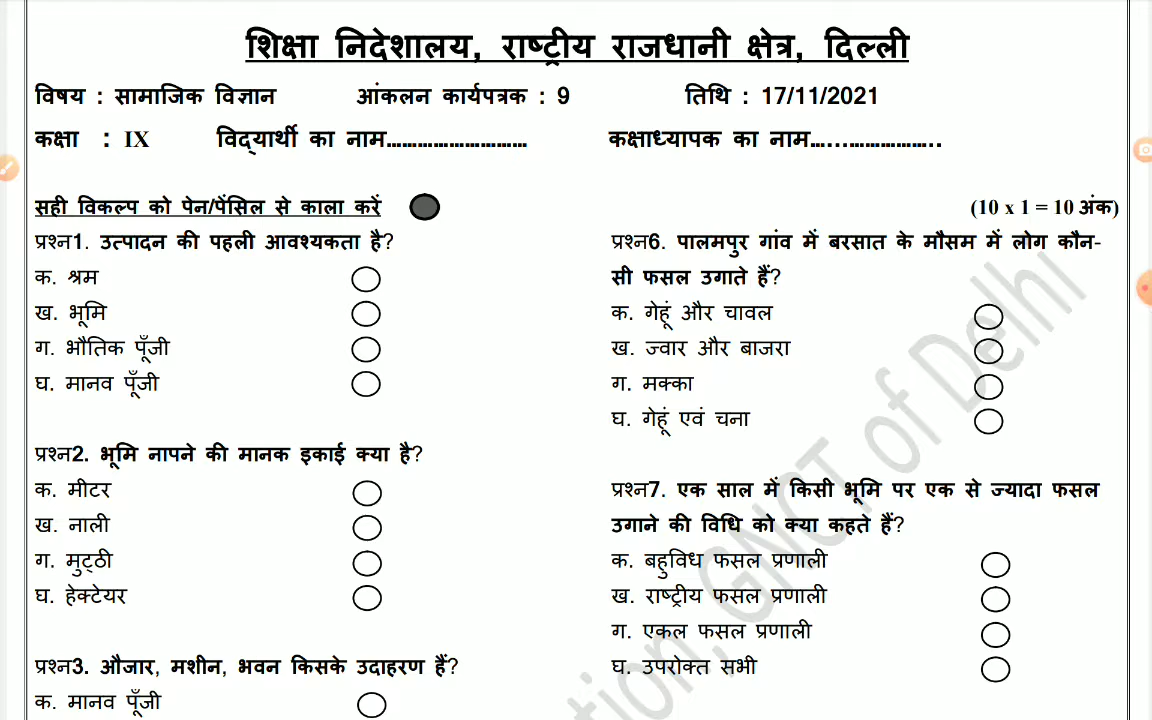 शिक्षा निदेशालय, राष्ट्रीय राजधानी क्षेत्र, दिल्ली
विषय : सामाजिक विज्ञान आंकलन कार्यपत्रक : 9 तिथि : 17/11/2021
कक्षा : IX विद्यार्थी का नाम........................... कक्षाध्यापक का नाम.........................
सही विकल्प को पेन/पेंसिल से काला करें
(10 x 1 = 10 अंक)
प्रश्न1. उत्पादन की पहली आवश्यकता है?
क. श्रम
ख. भूमि
ग. भौतिक पूँजी
घ. मानव पूँजी
प्रश्न2. भूमि नापने की मानक इकाई क्या है?
क. मीटर
ख. नाली
ग. मुट्ठी
घ. हेक्टेयर
प्रश्न3. औजार, मशीन, भवन किसके उदाहरण हैं?
क. मानव पूँजी
प्रश्न6. पालमपुर गांव में बरसात के मौसम में लोग कौन-
सी फसल उगाते हैं?
क. गेहूं और चावल
ख. ज्वार और बाजरा
ग. मक्का
घ. गेहूं एवं चना
प्रश्न7. एक साल में किसी भूमि पर एक से ज्यादा फसल
उगाने की विधि को क्या कहते हैं?
क. बहुविध फसल प्रणाली
ख. राष्ट्रीय फसल प्रणाली
ग. एकल फसल प्रणाली
घ. उपरोक्त सभी
tion, GNCT of Delhi